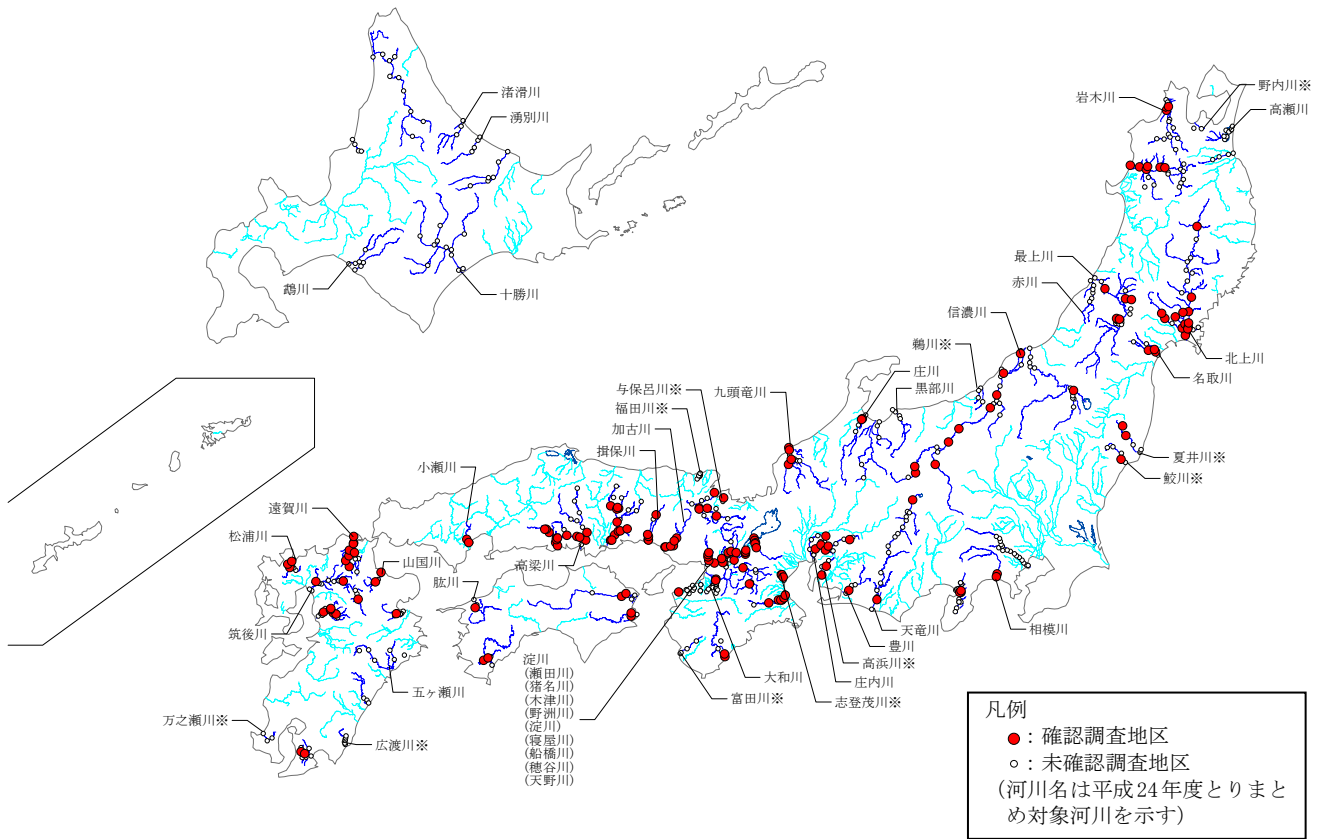 渚滑川
湧別川
鵡川
十勝川
岩木川
野内川※
高瀬川
最上川
赤川
信濃川
鵜川※
北上川
名取川
庄川
黒部川
与保呂川※
九頭竜川
福田川※
加古川
揖保川
小瀬川
夏井川※
鮫川※
遠賀川
松浦川
山国川
肱川
高梁川
筑後川
天竜川
相模川
豊川
高浜川※
庄内川
大和川
志登茂川※
富田川※
五ヶ瀬川
万之瀬川※
広渡川※
淀川
(瀬田川)
(猪名川)
(木津川)
(野洲川)
(淀川)
(寝屋川)
(船橋川)
(穂谷川)
(天野川)
凡例
：確認調査地区
：未確認調査地区
(河川名は平成24年度とりまと
め対象河川を示す)